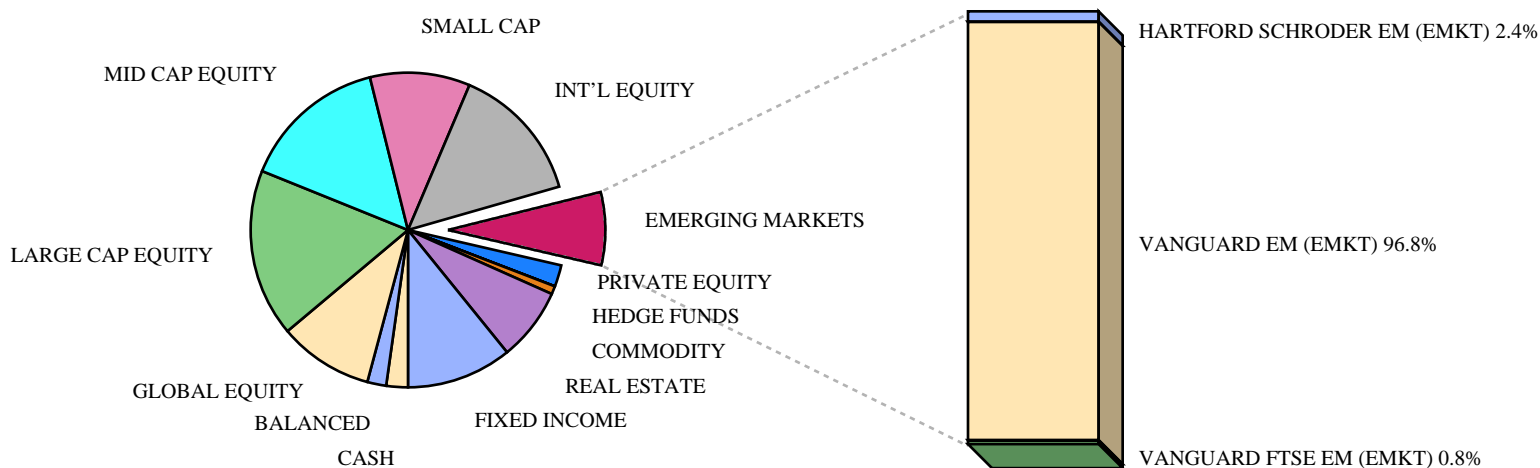 SMALL CAP
HARTFORD SCHRODER EM (EMKT) 2.4%
MID CAP EQUITY
INT’L EQUITY
EMERGING MARKETS
VANGUARD EM (EMKT) 96.8%
LARGE CAP EQUITY
PRIVATE EQUITY
HEDGE FUNDS
COMMODITY
REAL ESTATE
GLOBAL EQUITY
FIXED INCOME
BALANCED
CASH
VANGUARD FTSE EM (EMKT) 0.8%